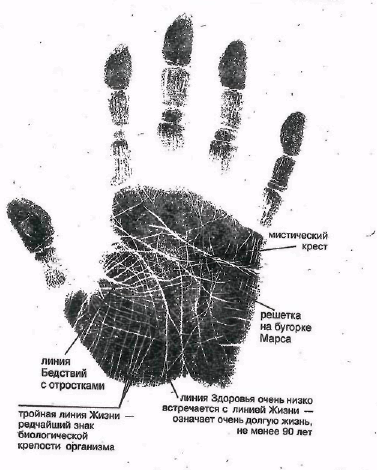 мистический
крест
решетка
на бугорке
Марса
линия
Бедствий
с отростками
линия Здоровья очень низко
встречается с линией Жизни —
означает очень долгую жизнь,
не менее 90 лет
тройная линия Жизни —
редчайший знак
биологической
крепости организма